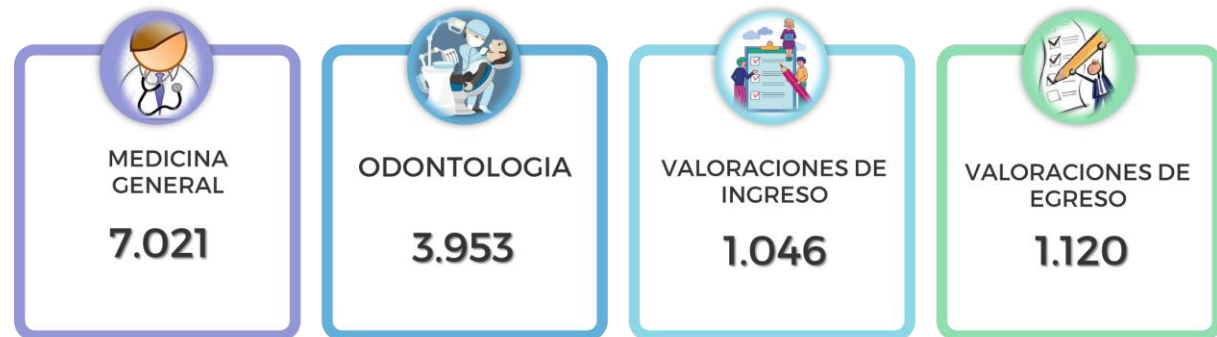 MEDICINA
GENERAL
7.021
ODONTOLOGIA
3.953
VALORACIONES DE
INGRESO
1.046
VALORACIONES DE
EGRESO
1.120